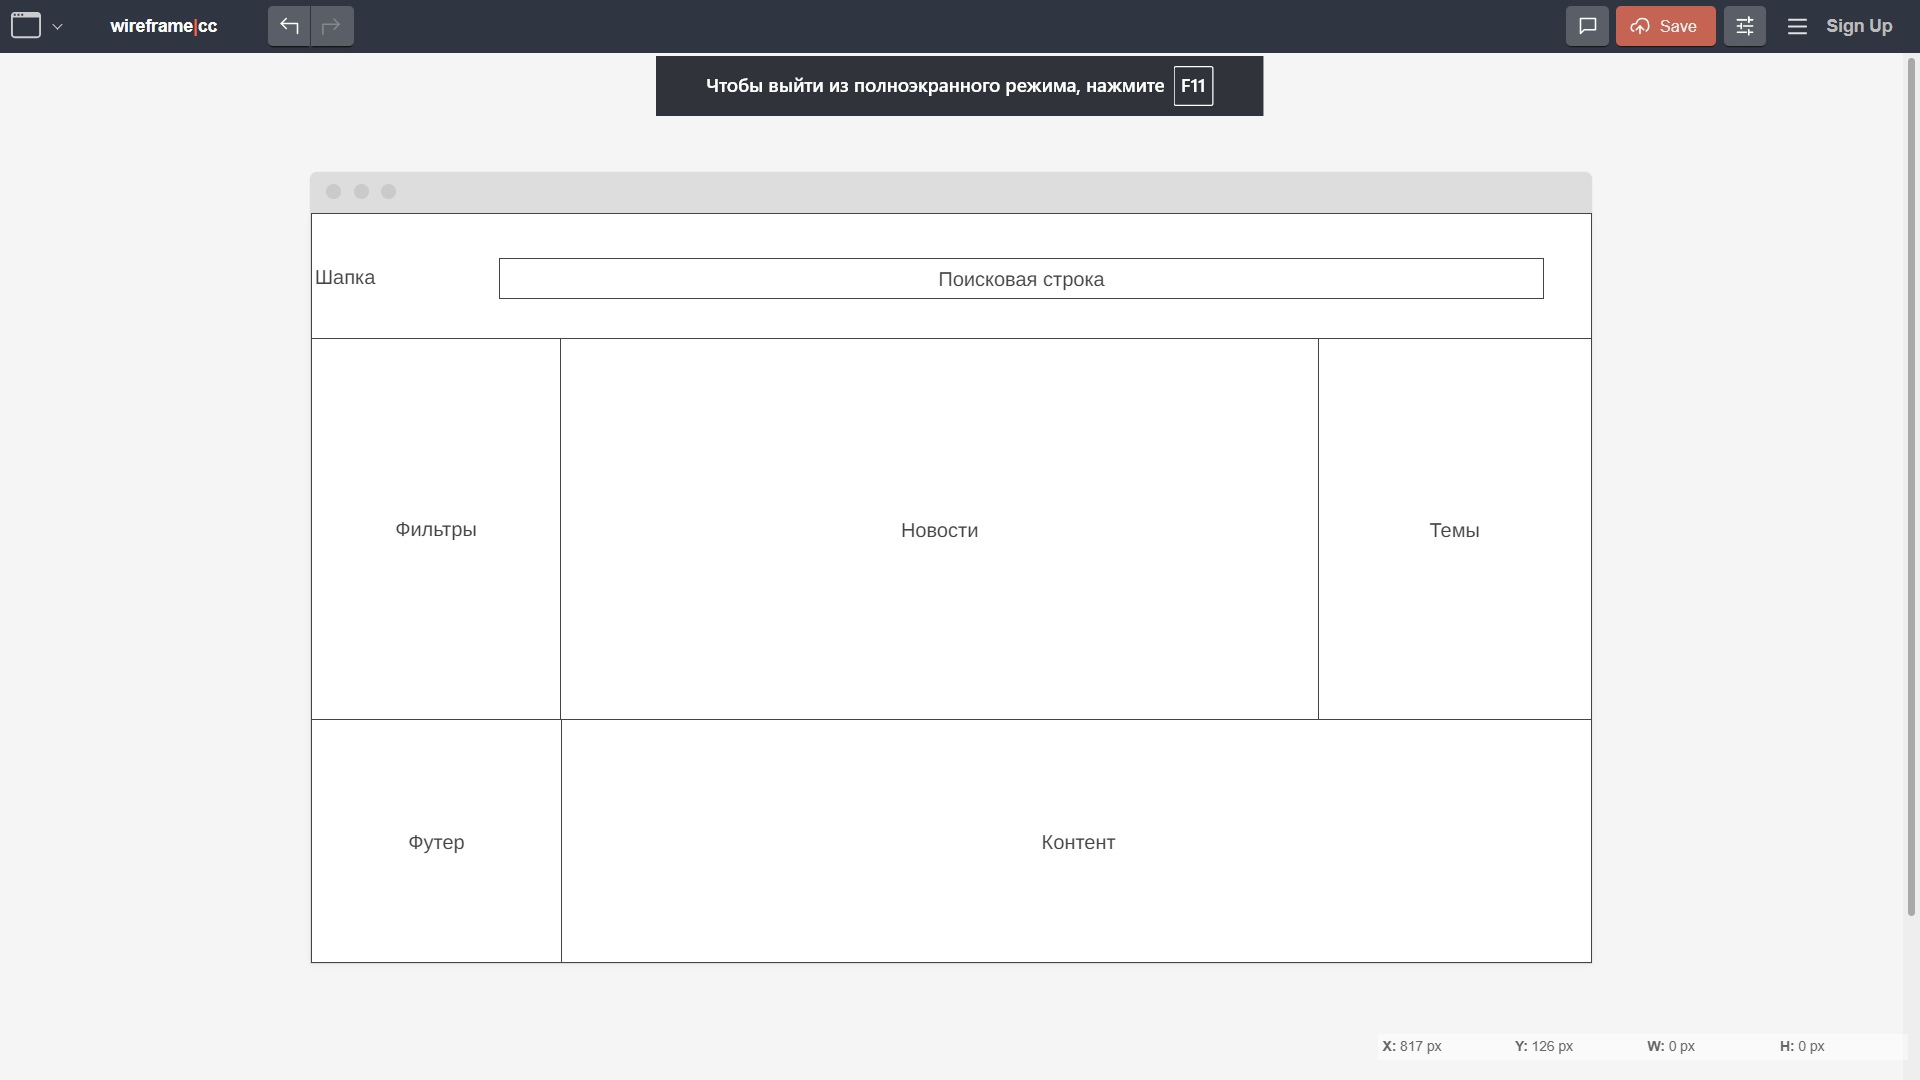 wireframe|cc
Save
Sign Up
Чтобы выйти из полноэкранного режима, нажмите F11
Шапка
Поисковая строка
Фильтры
Новости
Темы
Футер
Контент
X: 817 px Y: 126 px W: 0 px H: 0 px